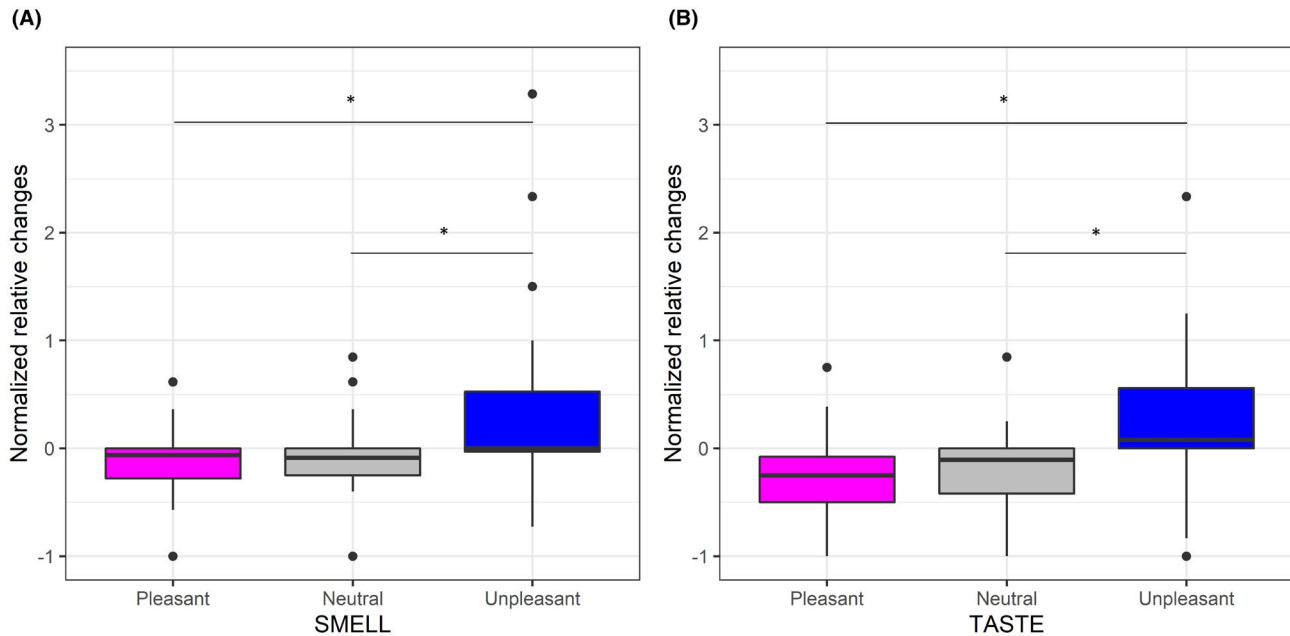 (A)
Normalized relative changes
3
2
1
0
-1
*
*
Pleasant Neutral Unpleasant
SMELL
(B)
Normalized relative changes
3
2
1
0
-1
*
*
Pleasant Neutral Unpleasant
TASTE